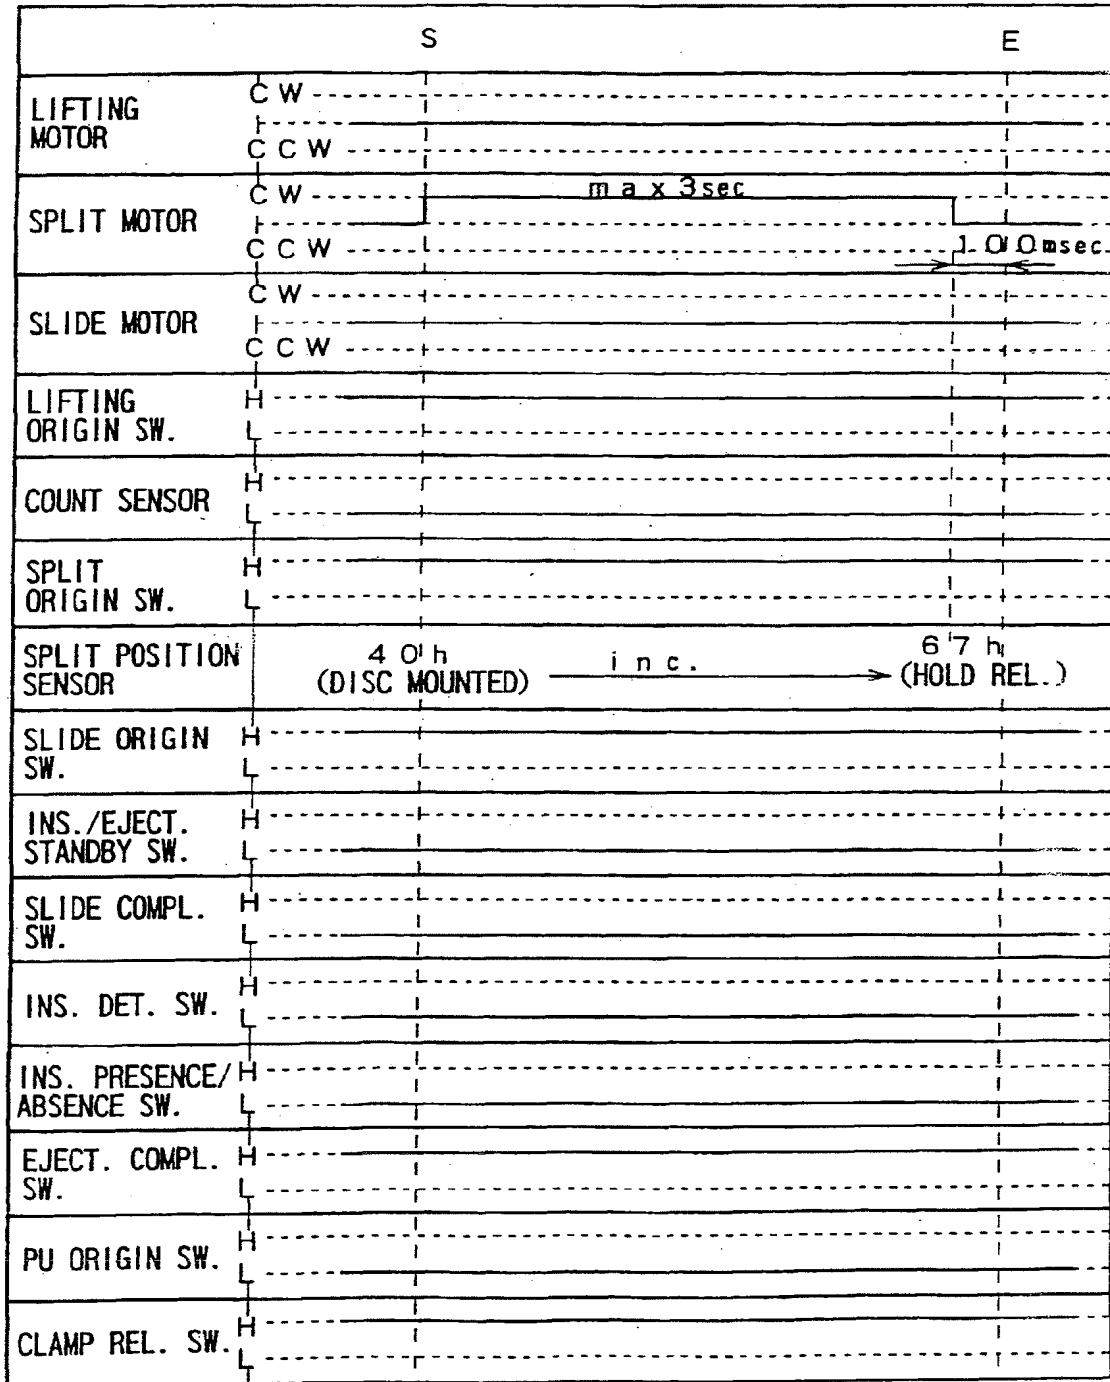 S E
LIFTING MOTOR
CW
CCW
SPLIT MOTOR
CW
max 3sec
CCW
100msec
SLIDE MOTOR
CW
CCW
LIFTING ORIGIN SW.
H
L
COUNT SENSOR
H
L
SPLIT ORIGIN SW.
H
L
SPLIT POSITION SENSOR
40h (DISC MOUNTED)
inc.
67h (HOLD REL.)
SLIDE ORIGIN SW.
H
L
INS./EJECT. STANDBY SW.
H
L
SLIDE COMPL. SW.
H
L
INS. DET. SW.
H
L
INS. PRESENCE/ ABSENCE SW.
H
L
EJECT. COMPL. SW.
H
L
PU ORIGIN SW.
H
L
CLAMP REL. SW.
H
L